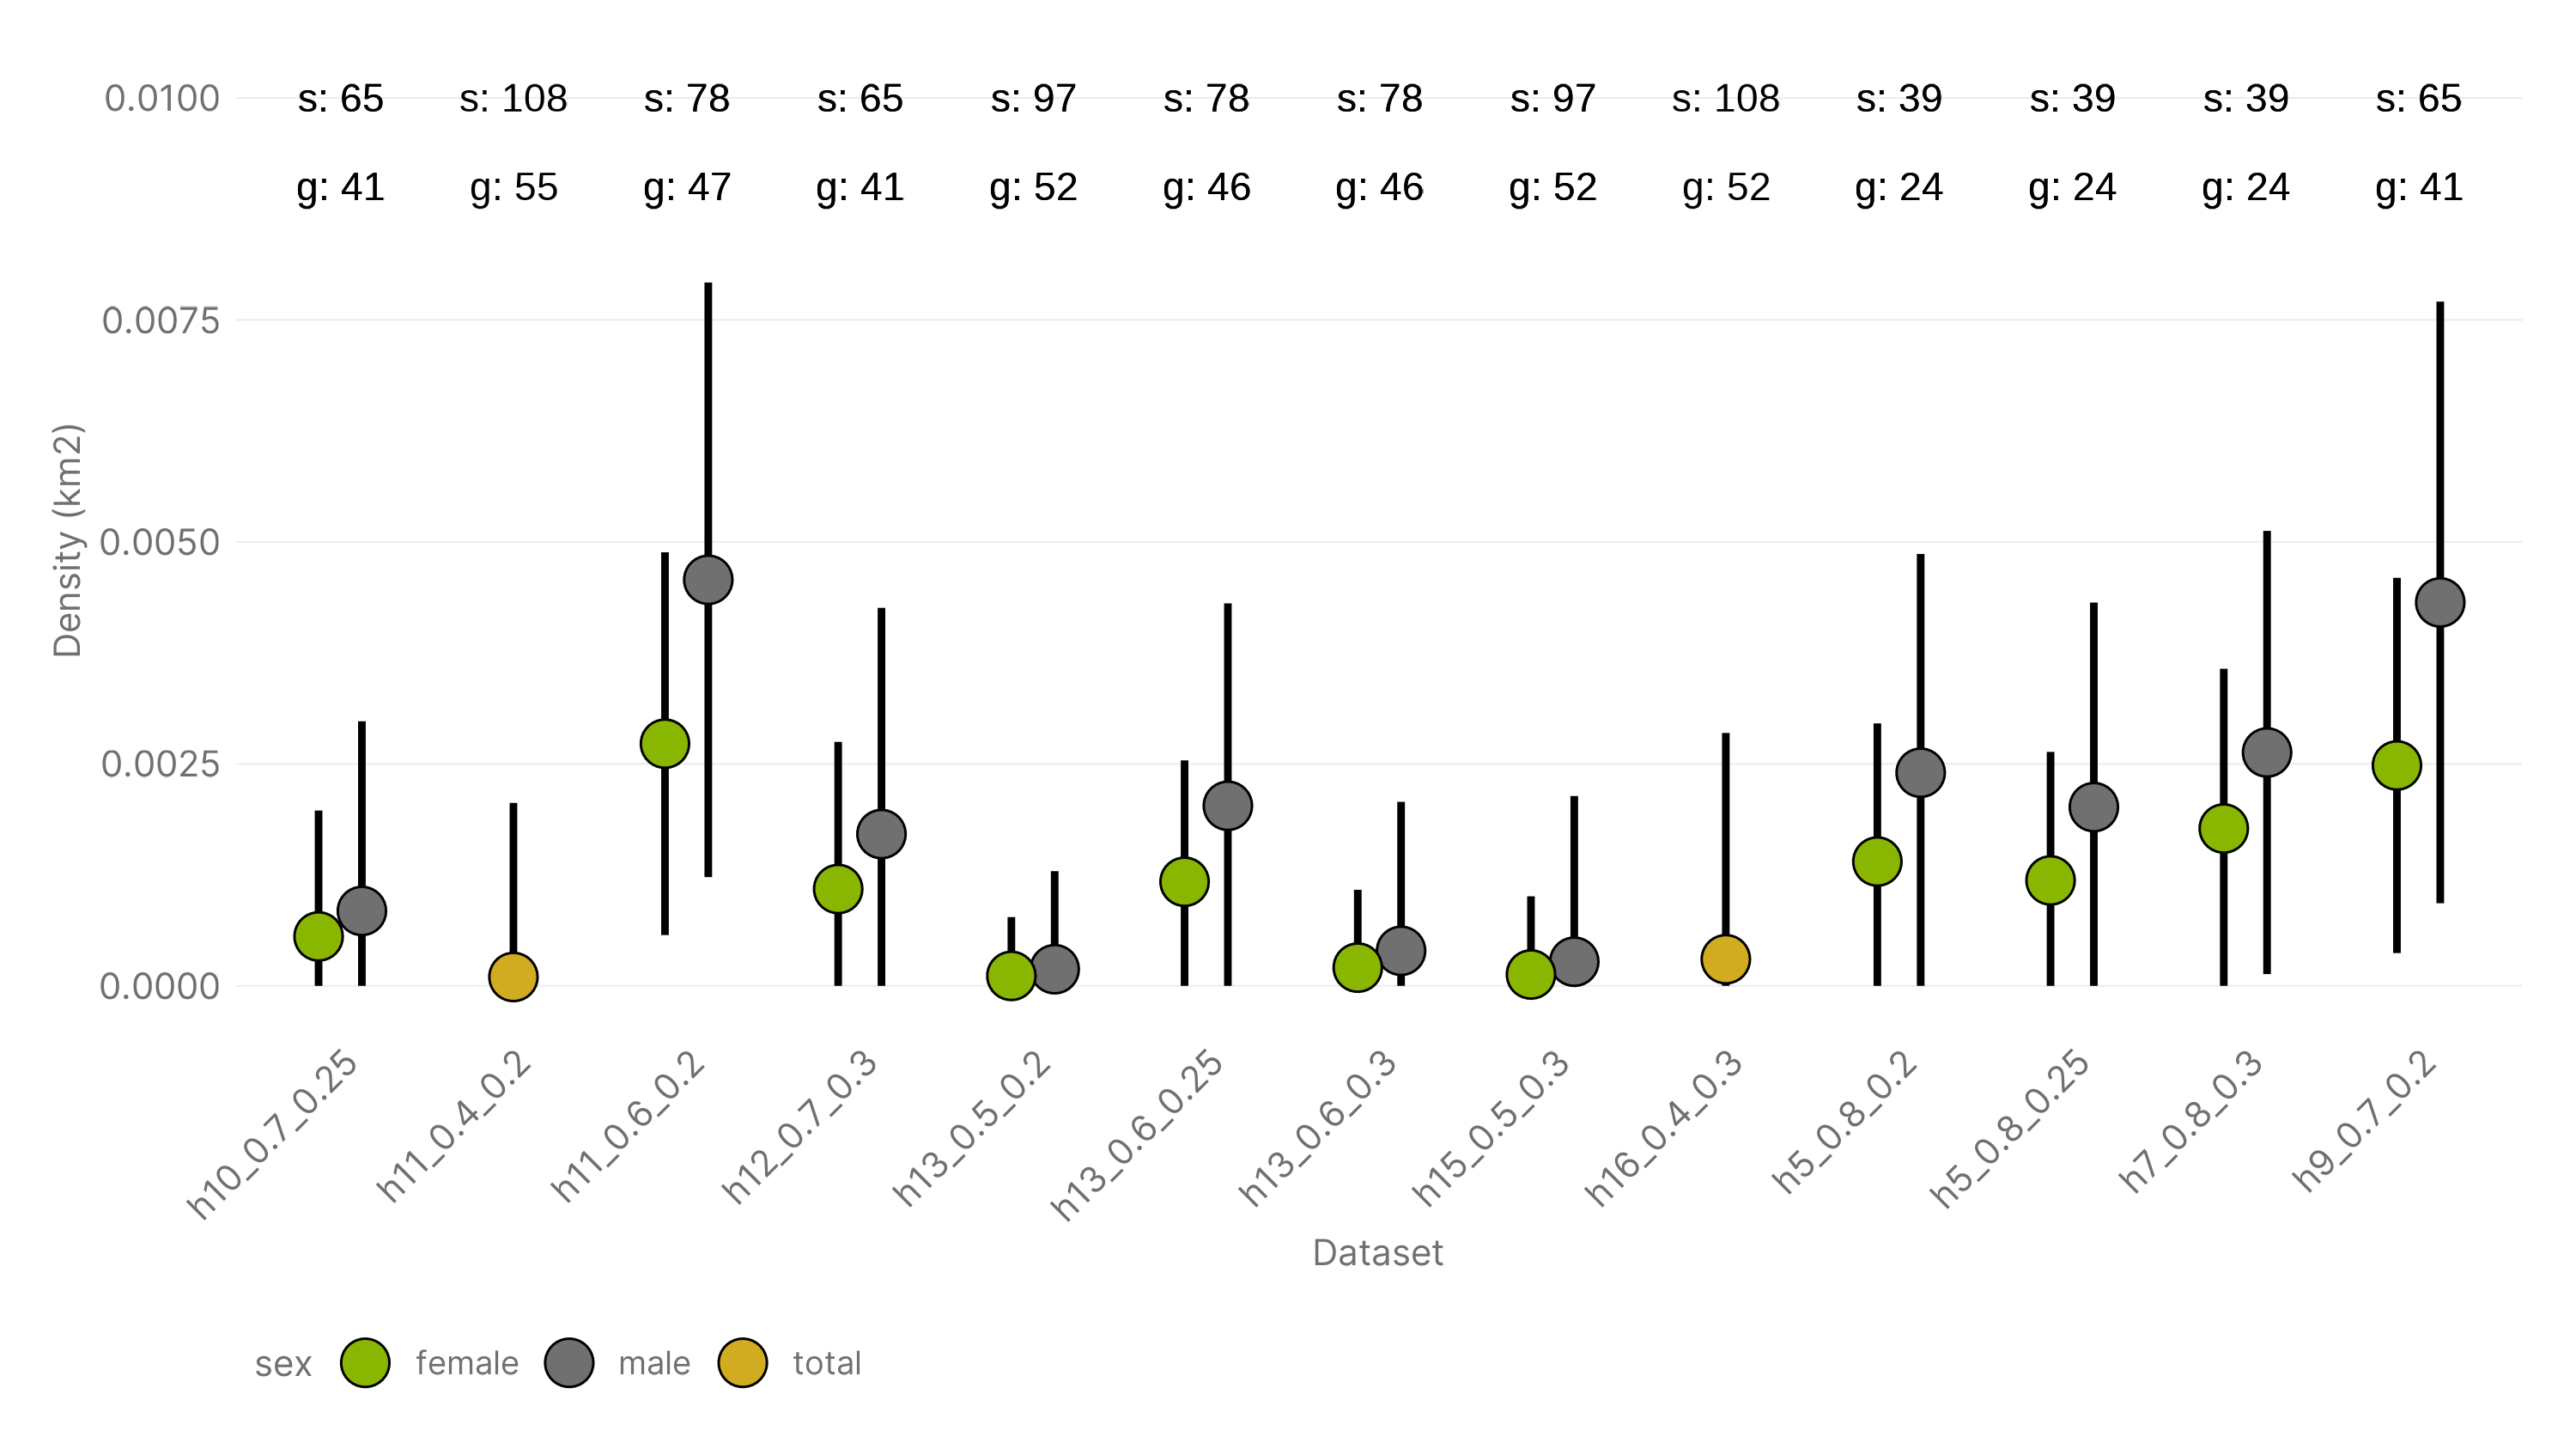 0.0100 s: 65 s: 108 s: 78 s: 65 s: 97 s: 78 s: 78 s: 97 s: 108 s: 39 s: 39 s: 39 s: 65
g: 41 g: 55 g: 47 g: 41 g: 52 g: 46 g: 46 g: 52 g: 52 g: 24 g: 24 g: 24 g: 41
0.0075
Density (km2)
0.0050
0.0025
0.0000
h10_0.7_0.25 h11_0.4_0.2 h11_0.6_0.2 h12_0.7_0.3 h13_0.5_0.2 h13_0.6_0.25 h13_0.6_0.3 h15_0.5_0.3 h16_0.4_0.3 h5_0.8_0.2 h5_0.8_0.25 h7_0.8_0.3 h9_0.7_0.2
Dataset
sex female male total